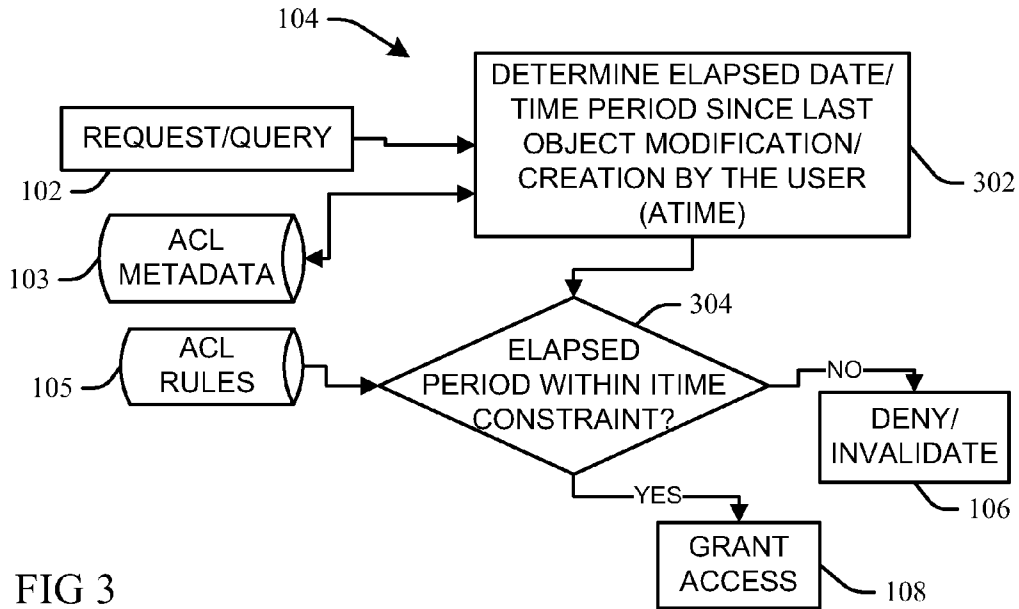 104
DETERMINE ELAPSED DATE/
TIME PERIOD SINCE LAST
OBJECT MODIFICATION/
CREATION BY THE USER
(ATIME)
302
REQUEST/QUERY
102
ACL
METADATA
103
304
ELAPSED
PERIOD WITHIN ITIME
CONSTRAINT?
ACL
RULES
105
NO
DENY/
INVALIDATE
106
YES
GRANT
ACCESS
108
FIG 3